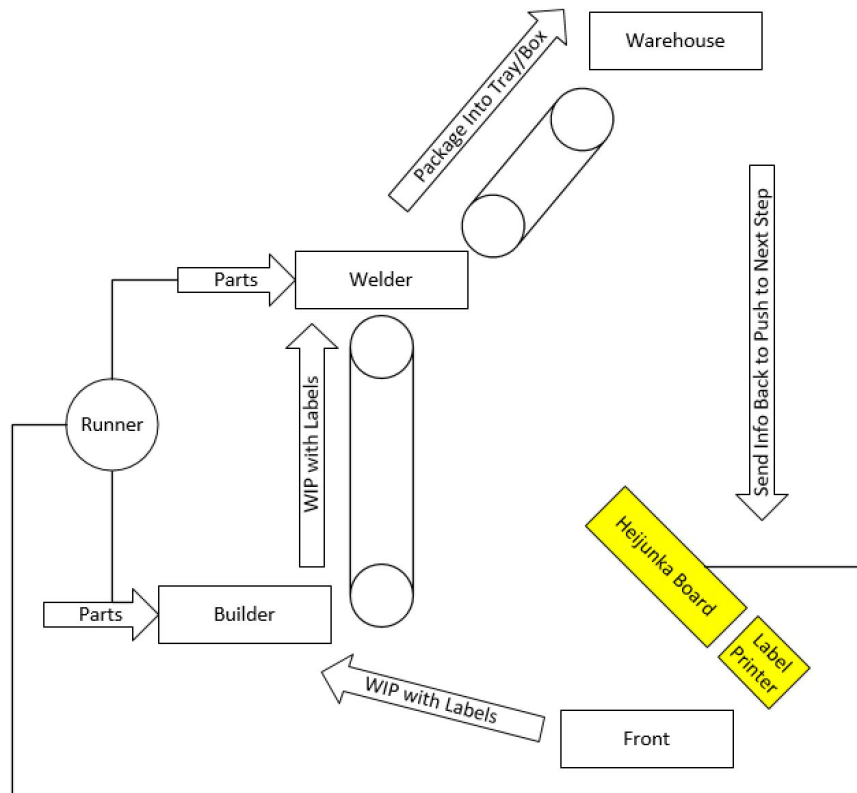 Warehouse
Package Into Tray/Box
Send Info Back to Push to Next Step
Parts
Welder
WIP with Labels
Runner
Heijunka Board
Parts
Builder
Label
Printer
WIP with Labels
Front